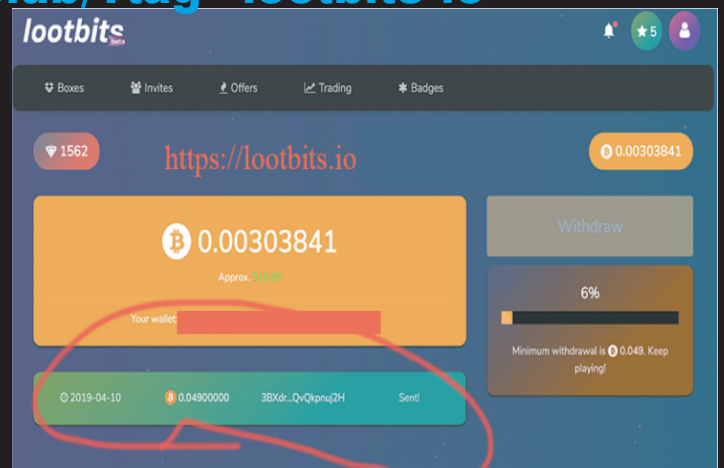 lootbits
beta
5
Boxes Invites Offers Trading Badges
1562
https://lootbits.io
0.00303841
0.00303841
Approx.
Withdraw
Your wallet:
6%
Minimum withdrawal is 0.049. Keep
playing!
2019-04-10 0.04900000 3BXdr...QvQkpnuj2H Sent!